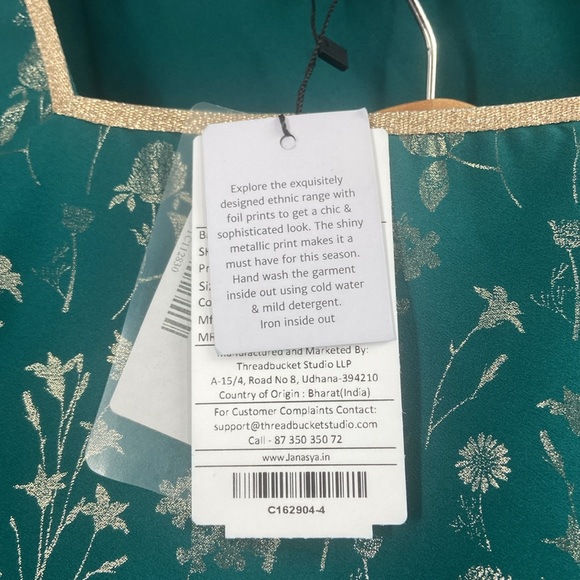 Explore the exquisitely
designed ethnic range with
foil prints to get a chic &
sophisticated look. The shiny
metallic print makes it a
must have for this season.
Hand wash the garment
inside out using cold water
& mild detergent.
Iron inside out
Manufactured and Marketed By:
Threadbucket Studio LLP
A-15/4, Road No 8, Udhana-394210
Country of Origin : Bharat(India)
For Customer Complaints Contact:
support@threadbucketstudio.com
Call - 87 350 350 72
www.Janasya.in
C162904-4